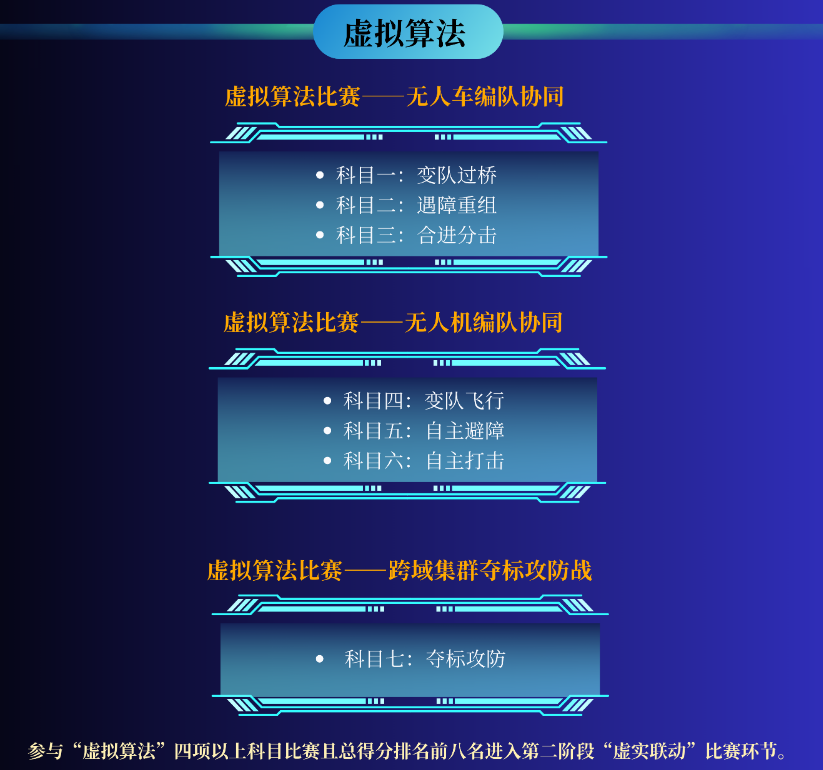 虚拟算法
虚拟算法比赛——无人车编队协同
• 科目一：变队过桥
• 科目二：遇障重组
• 科目三：合进分击
虚拟算法比赛——无人机编队协同
• 科目四：变队飞行
• 科目五：自主避障
• 科目六：自主打击
虚拟算法比赛——跨域集群夺标攻防战
• 科目七：夺标攻防
参与“虚拟算法”四项以上科目比赛且总得分排名前八名进入第二阶段“虚实联动”比赛环节。